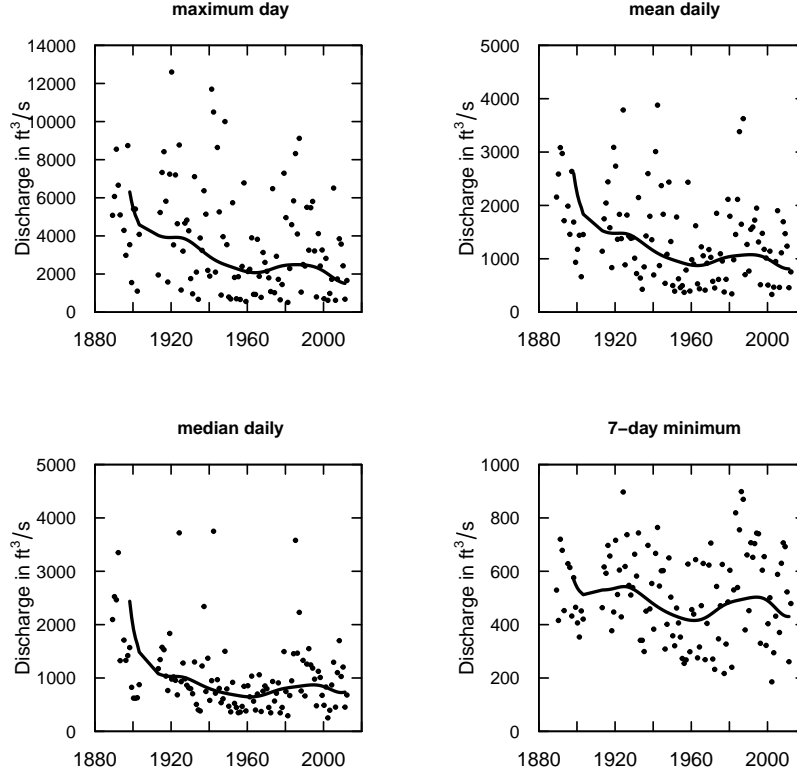 maximum day
Discharge in ft³/s
14000
12000
10000
8000
6000
4000
2000
0
1880 1920 1960 2000
mean daily
Discharge in ft³/s
5000
4000
3000
2000
1000
0
1880 1920 1960 2000
median daily
Discharge in ft³/s
5000
4000
3000
2000
1000
0
1880 1920 1960 2000
7−day minimum
Discharge in ft³/s
1000
800
600
400
200
0
1880 1920 1960 2000